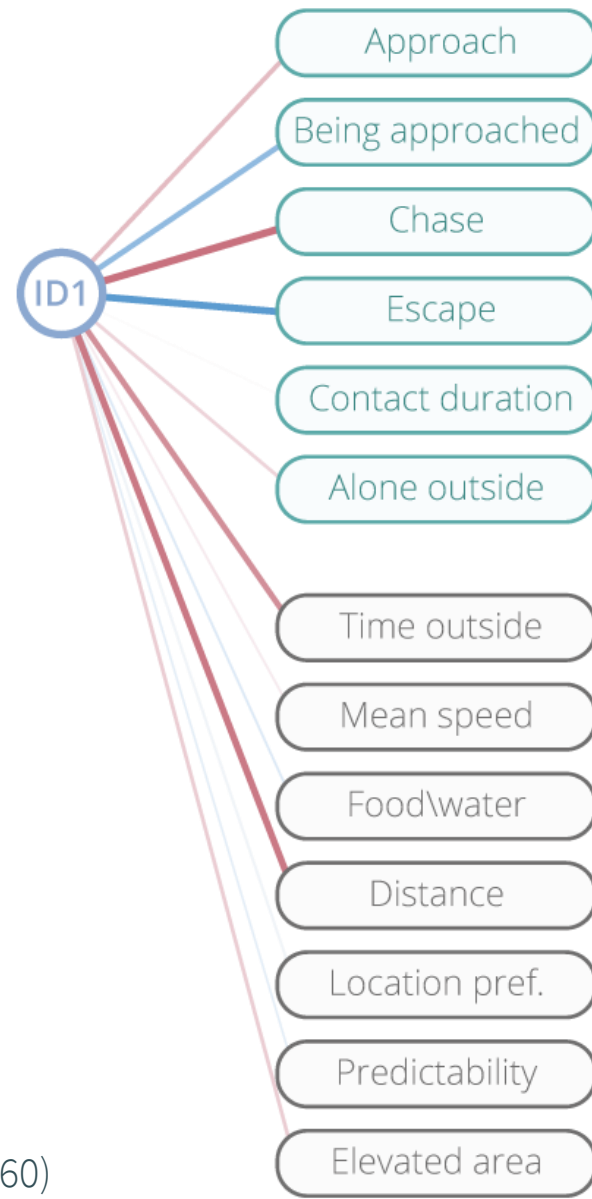 Approach
Being approached
Chase
ID1
Escape
Contact duration
Alone outside
Time outside
Mean speed
Food\water
Distance
Location pref.
Predictability
Elevated area
60)